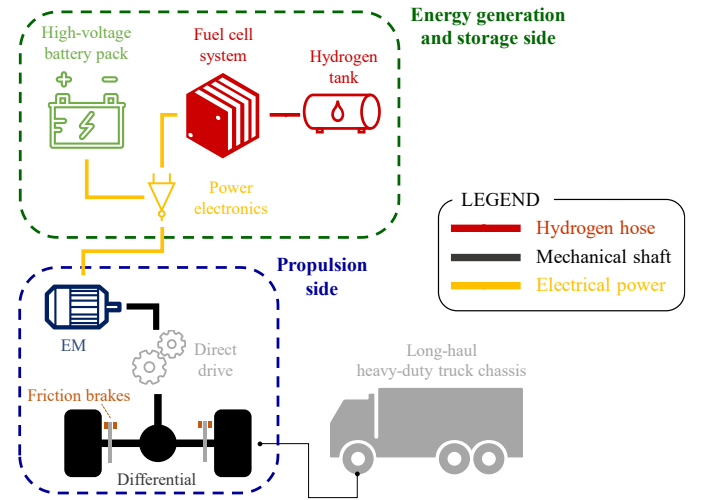 Energy generation
and storage side
High-voltage
battery pack
Fuel cell
system
Hydrogen
tank
Power
electronics
LEGEND
Hydrogen hose
Mechanical shaft
Electrical power
Propulsion
side
EM
Direct
drive
Long-haul
heavy-duty truck chassis
Friction brakes
Differential